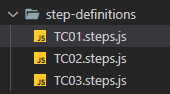 step-definitions
JS TC01.steps.js
JS TC02.steps.js
JS TC03.steps.js